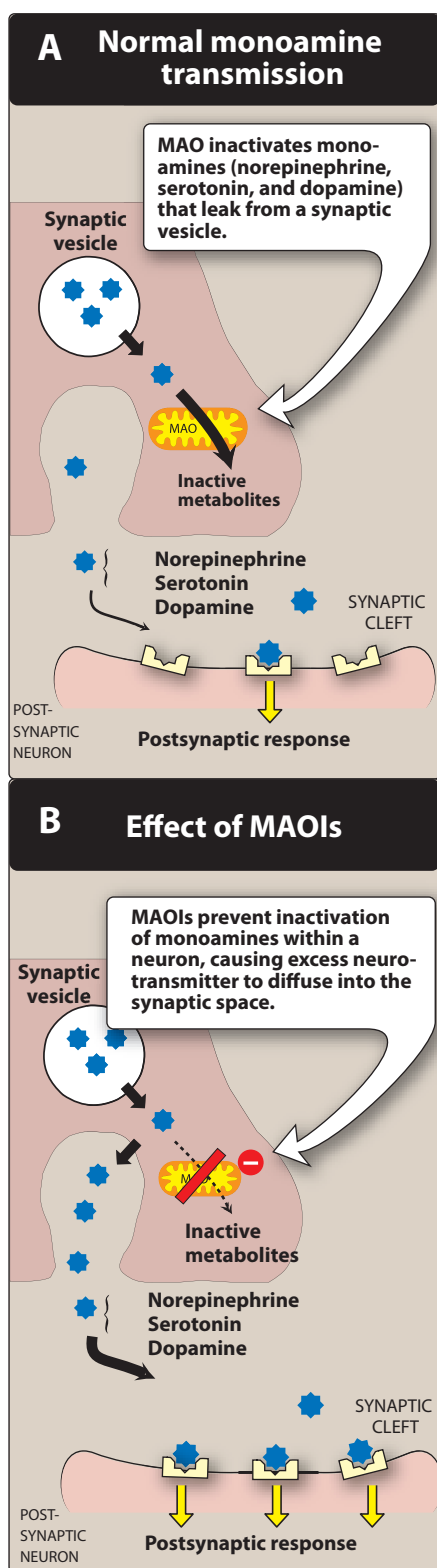 A
Normal monoamine
transmission
MAO inactivates mono-
amines (norepinephrine,
serotonin, and dopamine)
that leak from a synaptic
vesicle.
Synaptic
vesicle
MAO
Inactive
metabolites
Norepinephrine
Serotonin
Dopamine
SYNAPTIC
CLEFT
POST-
SYNAPTIC
NEURON
Postsynaptic response
B
Effect of MAOIs
MAOIs prevent inactivation
of monoamines within a
neuron, causing excess neuro-
transmitter to diffuse into the
synaptic space.
Synaptic
vesicle
Inactive
metabolites
Norepinephrine
Serotonin
Dopamine
SYNAPTIC
CLEFT
POST-
SYNAPTIC
NEURON
Postsynaptic response